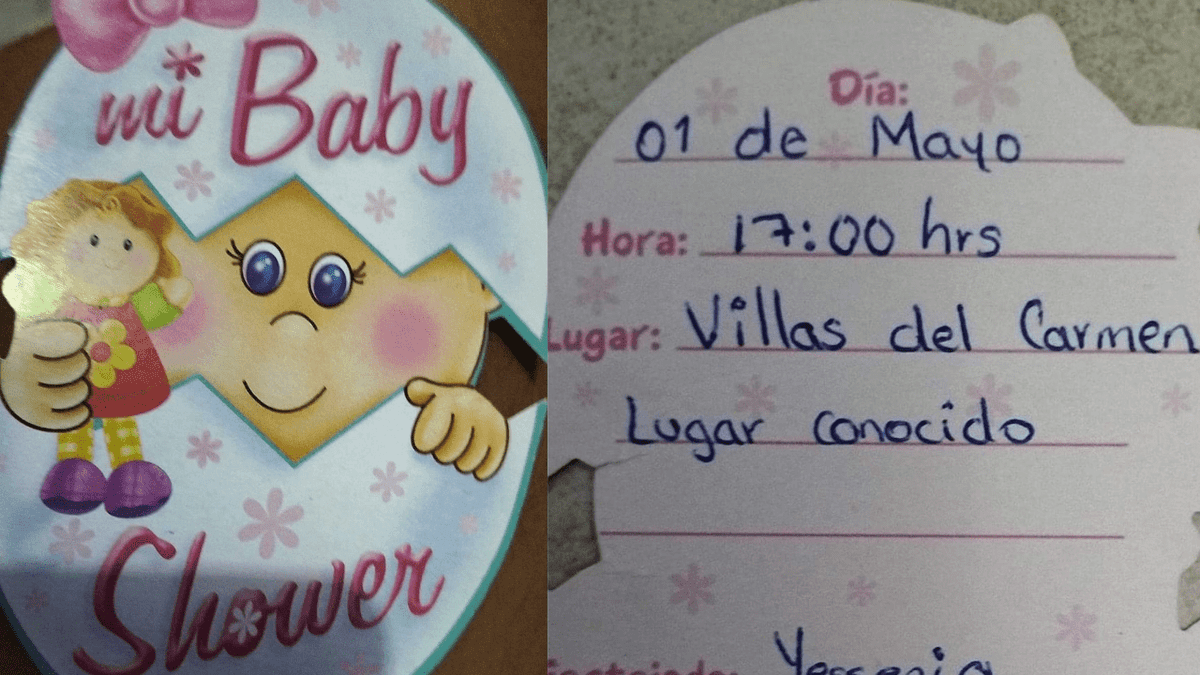 mi Baby
Shower
Día:
01 de Mayo
Hora: 17:00 hrs
Lugar: Villas del Carmen
Lugar conocido